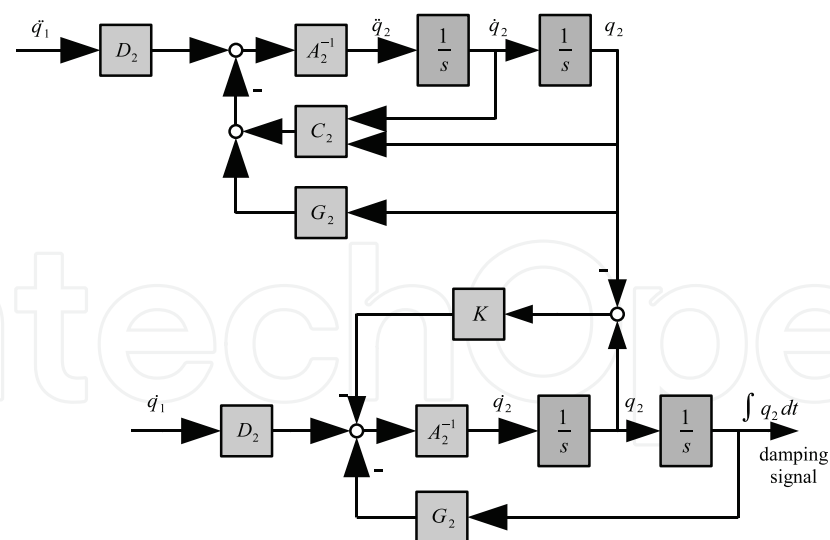 q̈₁ D₂ A₂⁻¹ q̈₂ 1/s q̇₂ 1/s q₂
-
C₂
G₂
-
K
-
q̇₁ D₂ A₂⁻¹ q̇₂ 1/s q₂ 1/s ∫ q₂ dt
damping
signal
-
G₂
ntechOpe